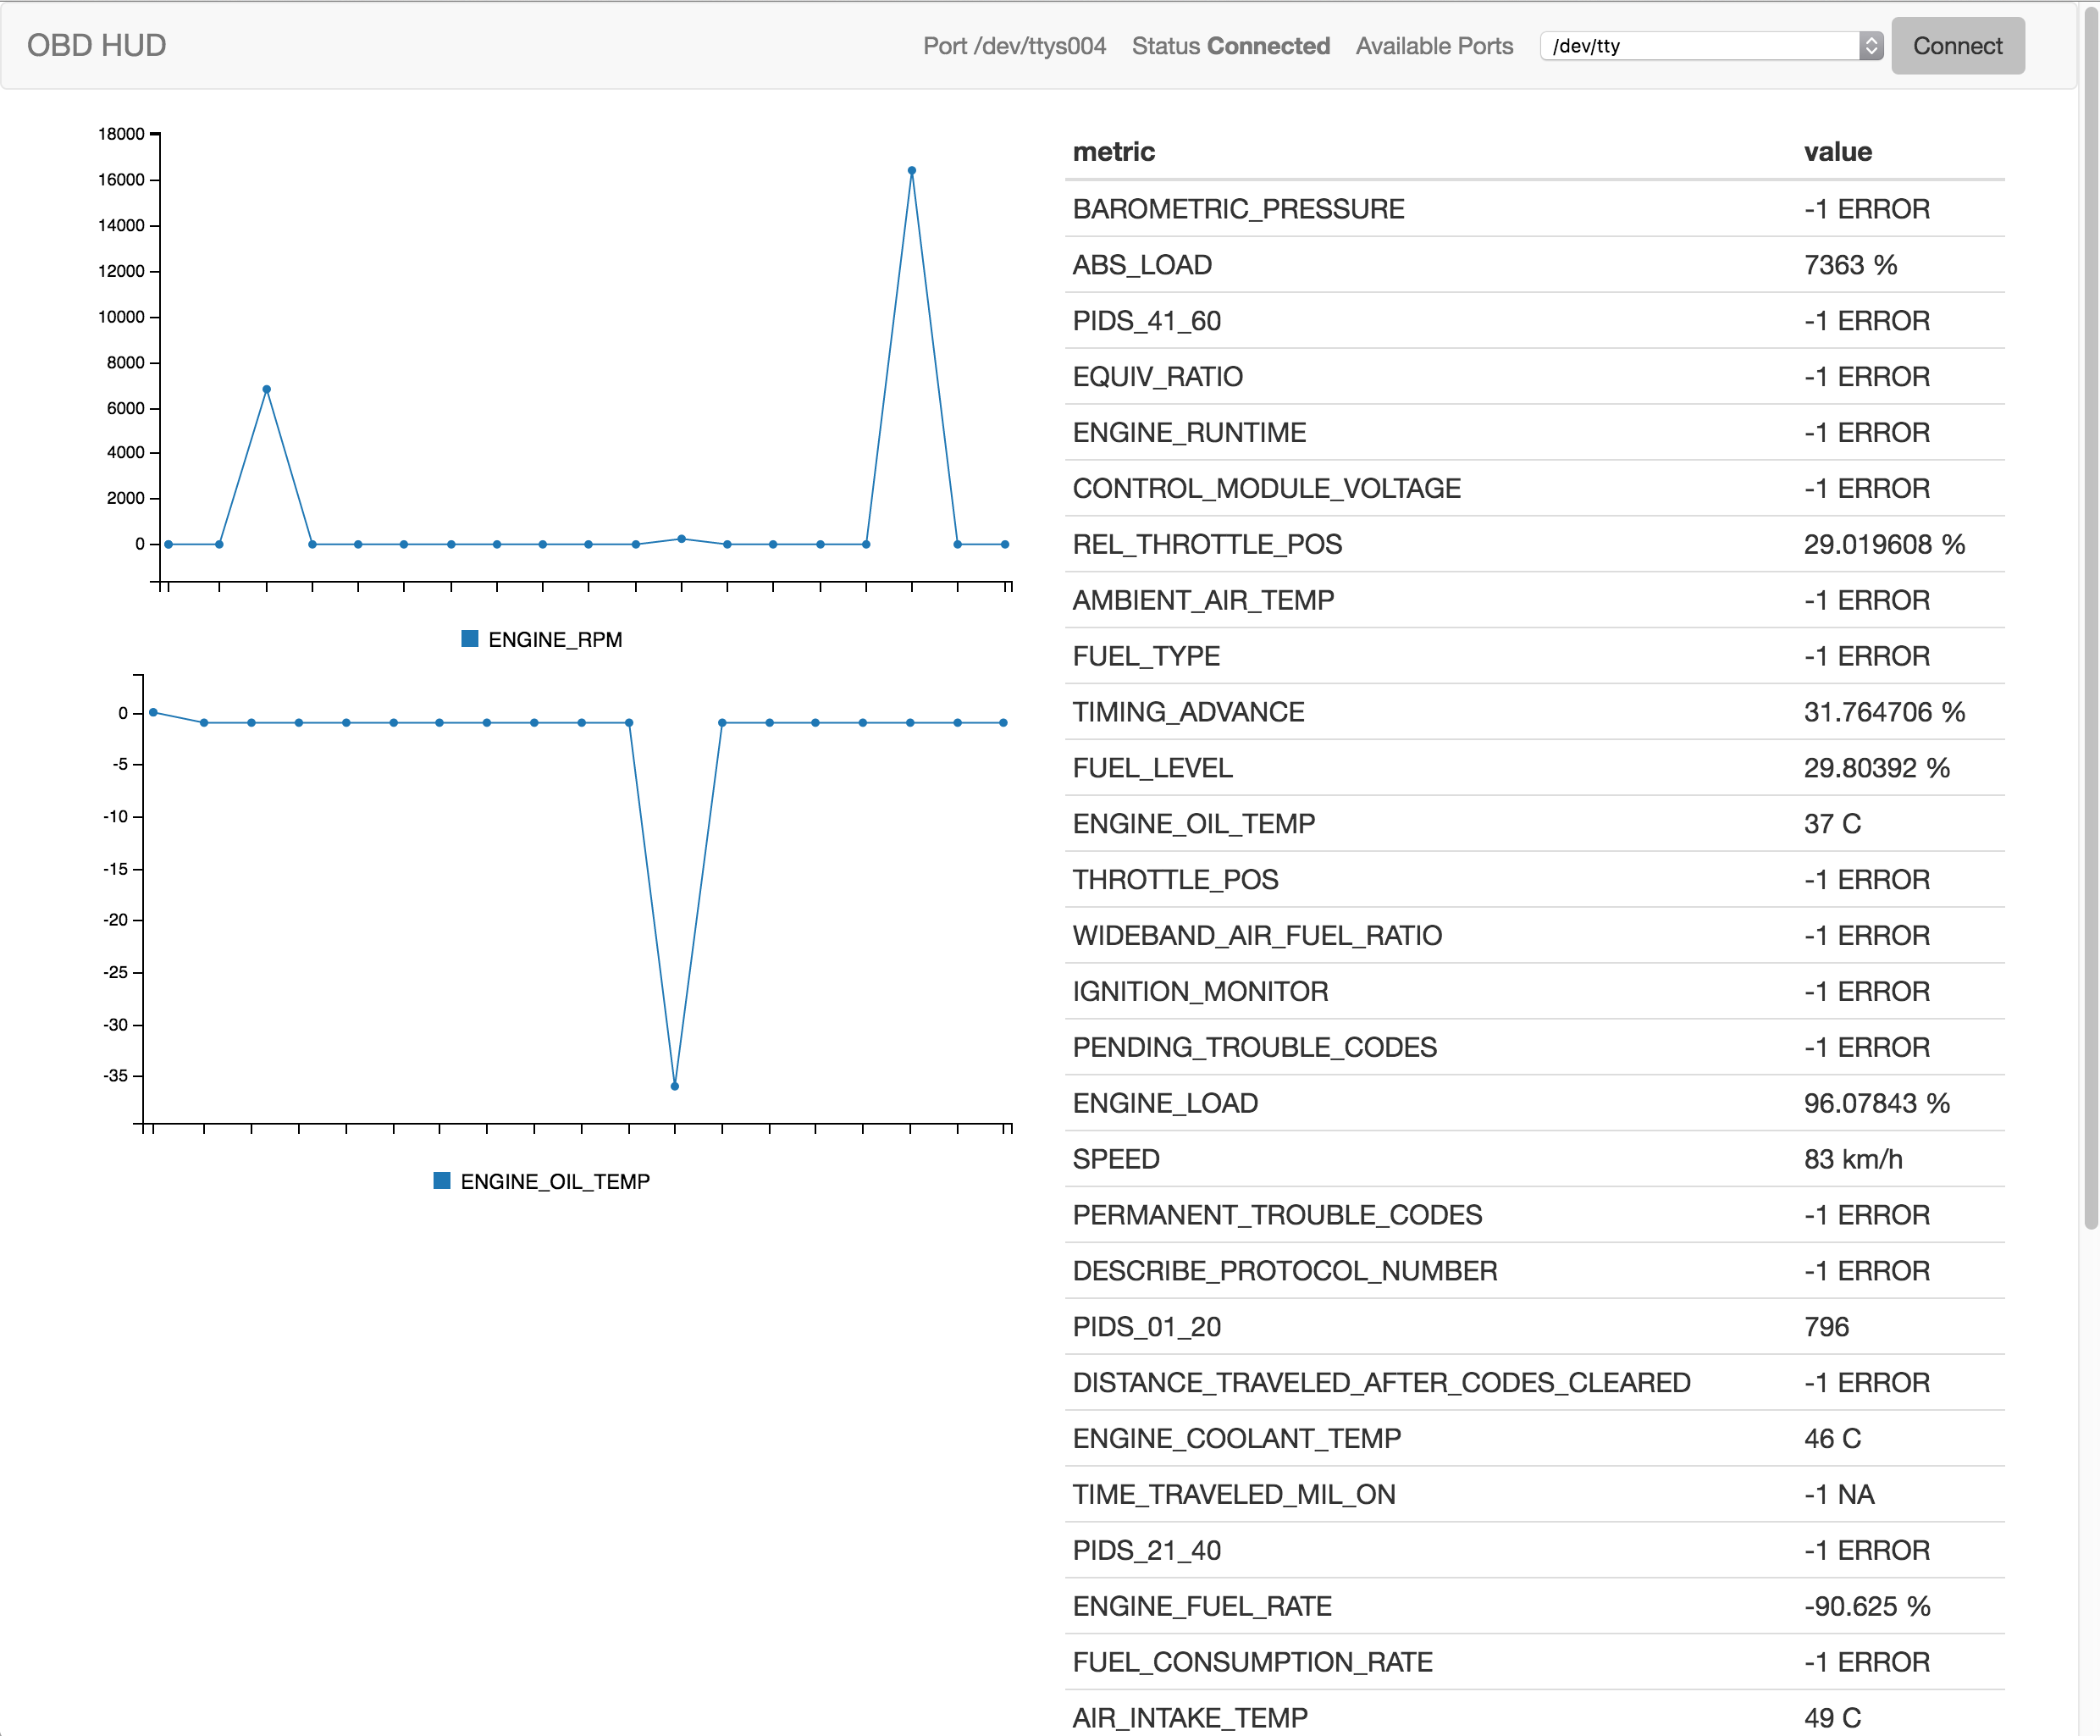 OBD HUD
Port /dev/ttys004 Status Connected Available Ports /dev/tty Connect
18000
16000
14000
12000
10000
8000
6000
4000
2000
0
ENGINE_RPM
0
-5
-10
-15
-20
-25
-30
-35
ENGINE_OIL_TEMP
metric value
BAROMETRIC_PRESSURE -1 ERROR
ABS_LOAD 7363 %
PIDS_41_60 -1 ERROR
EQUIV_RATIO -1 ERROR
ENGINE_RUNTIME -1 ERROR
CONTROL_MODULE_VOLTAGE -1 ERROR
REL_THROTTLE_POS 29.019608 %
AMBIENT_AIR_TEMP -1 ERROR
FUEL_TYPE -1 ERROR
TIMING_ADVANCE 31.764706 %
FUEL_LEVEL 29.80392 %
ENGINE_OIL_TEMP 37 C
THROTTLE_POS -1 ERROR
WIDEBAND_AIR_FUEL_RATIO -1 ERROR
IGNITION_MONITOR -1 ERROR
PENDING_TROUBLE_CODES -1 ERROR
ENGINE_LOAD 96.07843 %
SPEED 83 km/h
PERMANENT_TROUBLE_CODES -1 ERROR
DESCRIBE_PROTOCOL_NUMBER -1 ERROR
PIDS_01_20 796
DISTANCE_TRAVELED_AFTER_CODES_CLEARED -1 ERROR
ENGINE_COOLANT_TEMP 46 C
TIME_TRAVELED_MIL_ON -1 NA
PIDS_21_40 -1 ERROR
ENGINE_FUEL_RATE -90.625 %
FUEL_CONSUMPTION_RATE -1 ERROR
AIR_INTAKE_TEMP 49 C